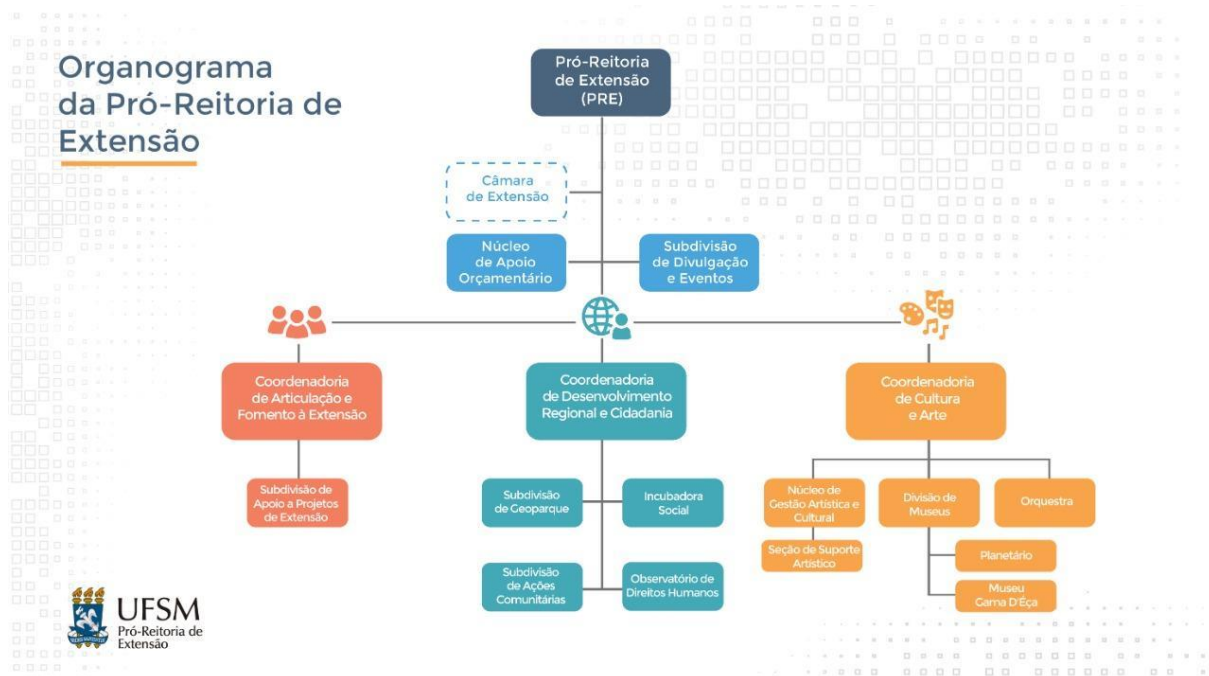 Organograma
da Pró-Reitoria de
Extensão
Pró-Reitoria
de Extensão
(PRE)
Câmara
de Extensão
Núcleo
de Apoio
Orçamentário
Subdivisão
de Divulgação
e Eventos
Coordenadoria
de Articulação e
Fomento à Extensão
Coordenadoria
de Desenvolvimento
Regional e Cidadania
Coordenadoria
de Cultura
e Arte
Subdivisão de
Apoio a Projetos
de Extensão
Subdivisão
de Geoparque
Incubadora
Social
Subdivisão
de Ações
Comunitárias
Observatório de
Direitos Humanos
Núcleo de
Gestão Artística e
Cultural
Seção de Suporte
Artístico
Divisão de
Museus
Planetário
Museu
Gama D'Éça
Orquestra
UFSM
Pró-Reitoria de
Extensão